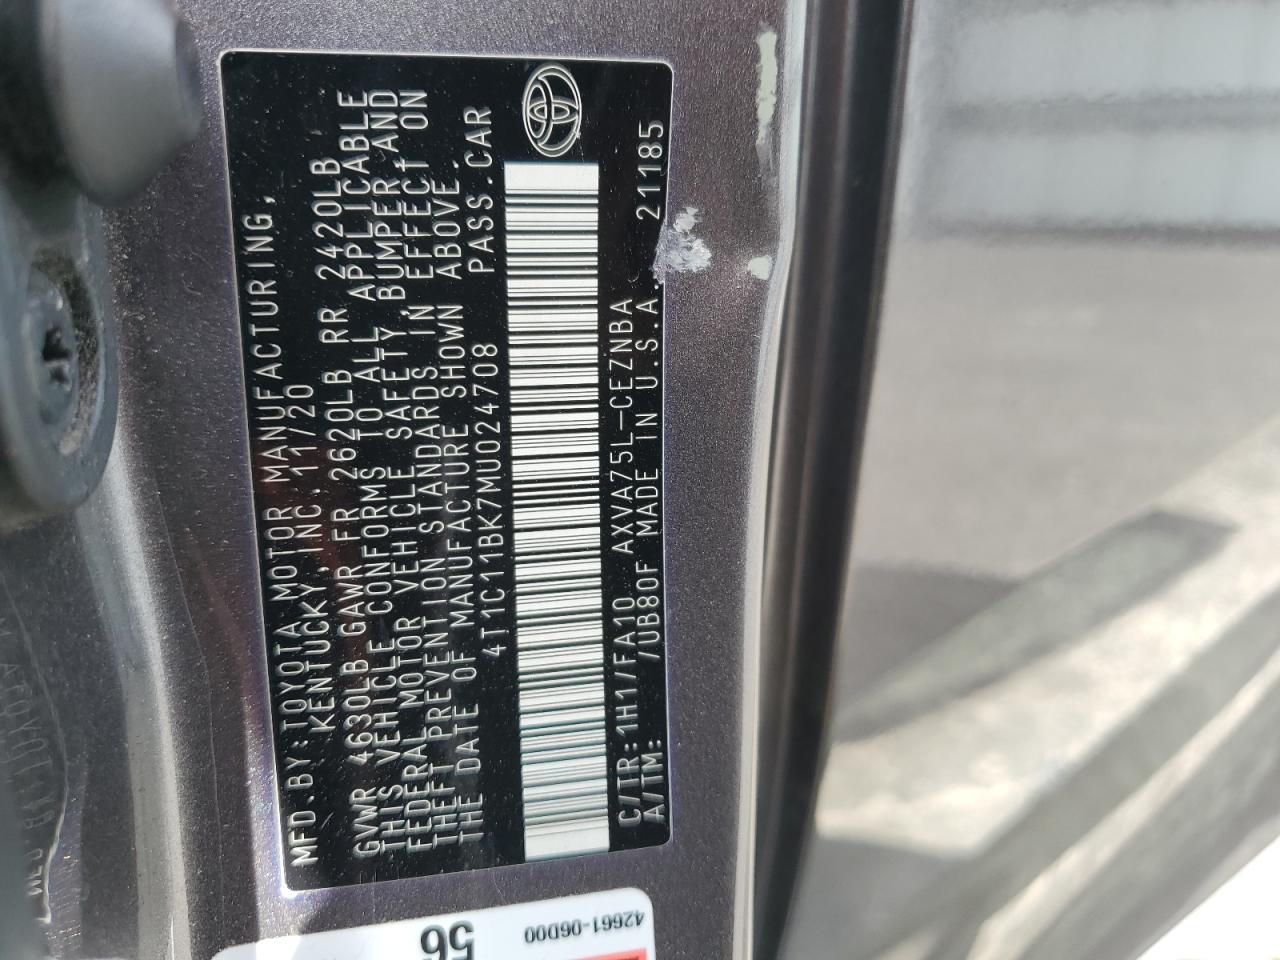 MFD.BY:TOYOTA MOTOR MANUFACTURING,
KENTUCKY,INC.11/20
GVWR 4630LB GAWR FR 2620LB RR 2420LB
THIS VEHICLE CONFORMS TO ALL APPLICABLE
FEDERAL MOTOR VEHICLE SAFETY,BUMPER,AND
THEFT PREVENTION STANDARDS IN EFFECT ON
THE DATE OF MANUFACTURE SHOWN ABOVE.
4T1C11BK7MU024708 PASS.CAR
C/TR:1H1/FA10 AXVA75L-CEZNBA
A/TM: /UB80F MADE IN U.S.A. 21185
56
42661-06D00